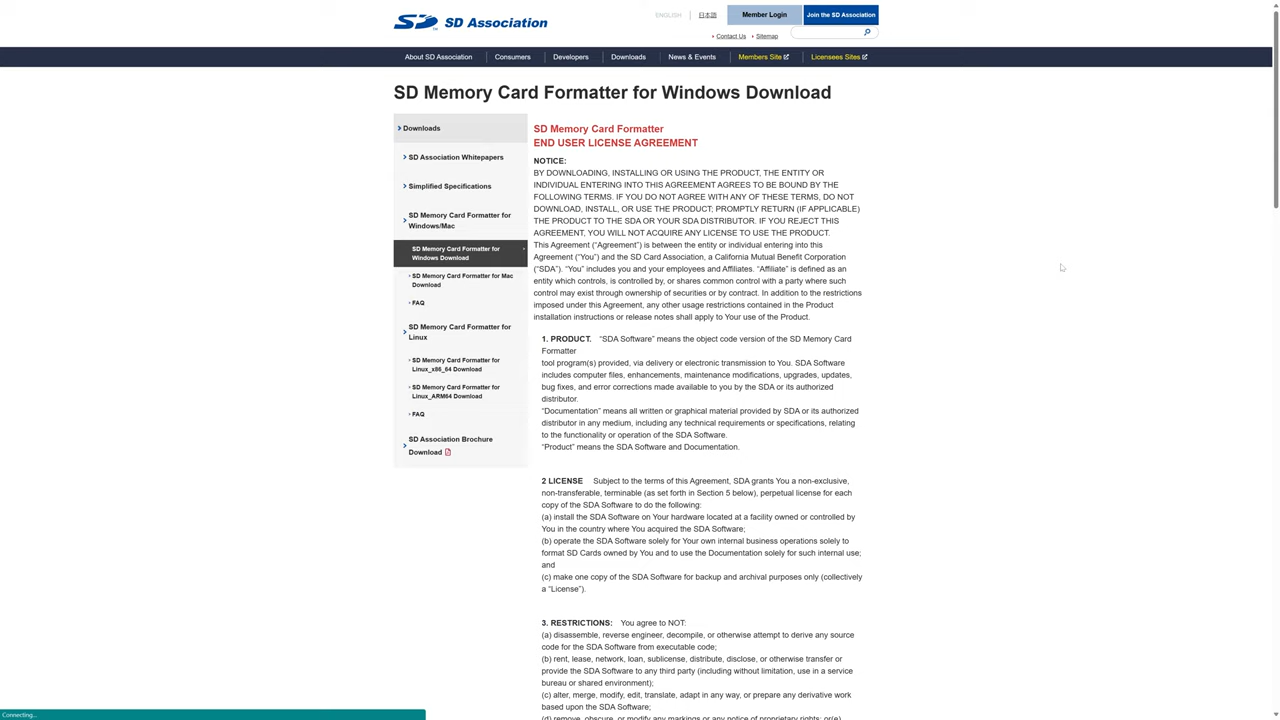 SD Association
ENGLISH
日本語
Member Login
Join the SD Association
Contact Us
Sitemap
About SD Association
Consumers
Developers
Downloads
News & Events
Members Site
Licensees Sites
SD Memory Card Formatter for Windows Download
Downloads
SD Association Whitepapers
Simplified Specifications
SD Memory Card Formatter for
Windows/Mac
SD Memory Card Formatter for
Windows Download
SD Memory Card Formatter for Mac
Download
FAQ
SD Memory Card Formatter for
Linux
SD Memory Card Formatter for
Linux_x86_64 Download
SD Memory Card Formatter for
Linux_ARM64 Download
FAQ
SD Association Brochure
Download
SD Memory Card Formatter
END USER LICENSE AGREEMENT
NOTICE:
BY DOWNLOADING, INSTALLING OR USING THE PRODUCT, THE ENTITY OR
INDIVIDUAL ENTERING INTO THIS AGREEMENT AGREES TO BE BOUND BY THE
FOLLOWING TERMS. IF YOU DO NOT AGREE WITH ANY OF THESE TERMS, DO NOT
DOWNLOAD, INSTALL, OR USE THE PRODUCT; PROMPTLY RETURN (IF APPLICABLE)
THE PRODUCT TO THE SDA OR YOUR SDA DISTRIBUTOR. IF YOU REJECT THIS
AGREEMENT, YOU WILL NOT ACQUIRE ANY LICENSE TO USE THE PRODUCT.
This Agreement (“Agreement”) is between the entity or individual entering into this
Agreement (“You”) and the SD Card Association, a California Mutual Benefit Corporation
(“SDA”). “You” includes you and your employees and Affiliates. “Affiliate” is defined as an
entity which controls, is controlled by, or shares common control with a party where such
control may exist through ownership of securities or by contract. In addition to the restrictions
imposed under this Agreement, any other usage restrictions contained in the Product
installation instructions or release notes shall apply to Your use of the Product.
1. PRODUCT. “SDA Software” means the object code version of the SD Memory Card
Formatter
tool program(s) provided, via delivery or electronic transmission to You. SDA Software
includes computer files, enhancements, maintenance modifications, upgrades, updates,
bug fixes, and error corrections made available to you by the SDA or its authorized
distributor.
“Documentation” means all written or graphical material provided by SDA or its authorized
distributor in any medium, including any technical requirements or specifications, relating
to the functionality or operation of the SDA Software.
“Product” means the SDA Software and Documentation.
2 LICENSE Subject to the terms of this Agreement, SDA grants You a non-exclusive,
non-transferable, terminable (as set forth in Section 5 below), perpetual license for each
copy of the SDA Software to do the following:
(a) install the SDA Software on Your hardware located at a facility owned or controlled by
You in the country where You acquired the SDA Software;
(b) operate the SDA Software solely for Your own internal business operations solely to
format SD Cards owned by You and to use the Documentation solely for such internal use;
and
(c) make one copy of the SDA Software for backup and archival purposes only (collectively
a “License”).
3. RESTRICTIONS: You agree to NOT:
(a) disassemble, reverse engineer, decompile, or otherwise attempt to derive any source
code for the SDA Software from executable code;
(b) rent, lease, network, loan, sublicense, distribute, disclose, or otherwise transfer or
provide the SDA Software to any third party (including without limitation, use in a service
bureau or shared environment);
(c) alter, merge, modify, edit, translate, adapt in any way, or prepare any derivative work
based upon the SDA Software;
(d) remove, obscure, or modify any markings or any notice of proprietary rights; or(e)
Connecting...